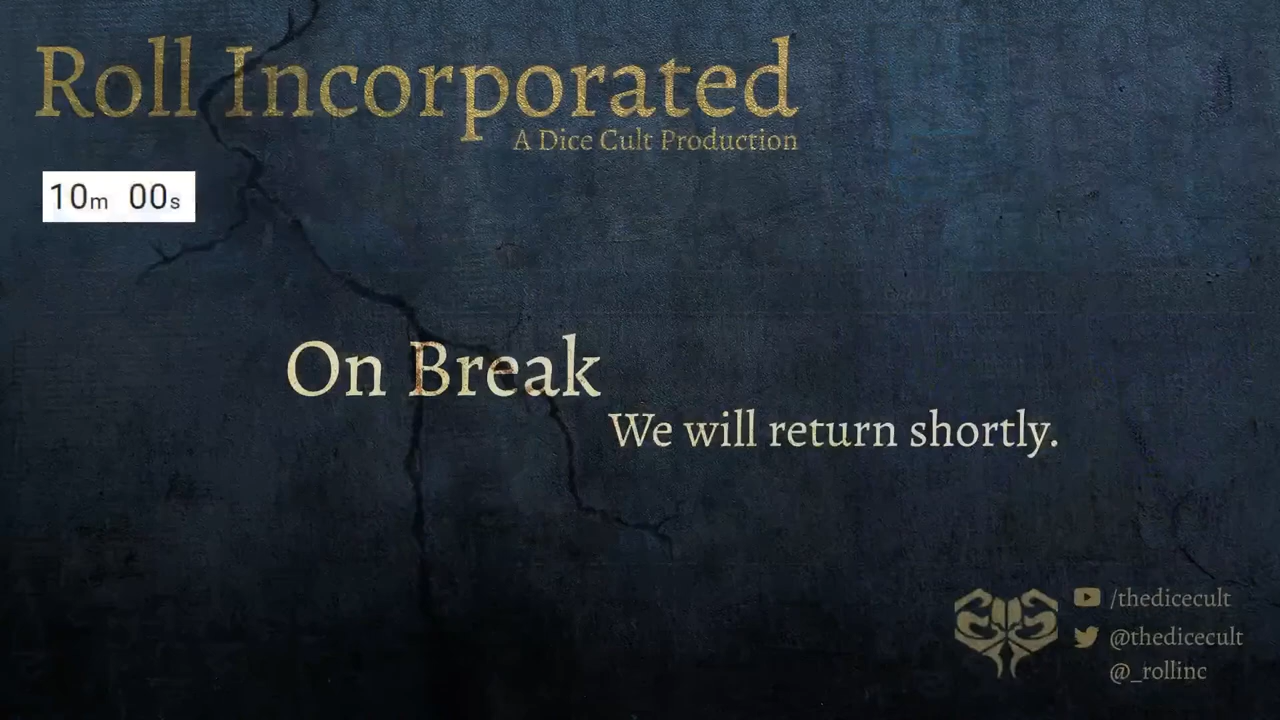 Roll Incorporated
A Dice Cult Production
10m 00s
On Break
We will return shortly.
/thedicecult
@thedicecult
@_rollinc